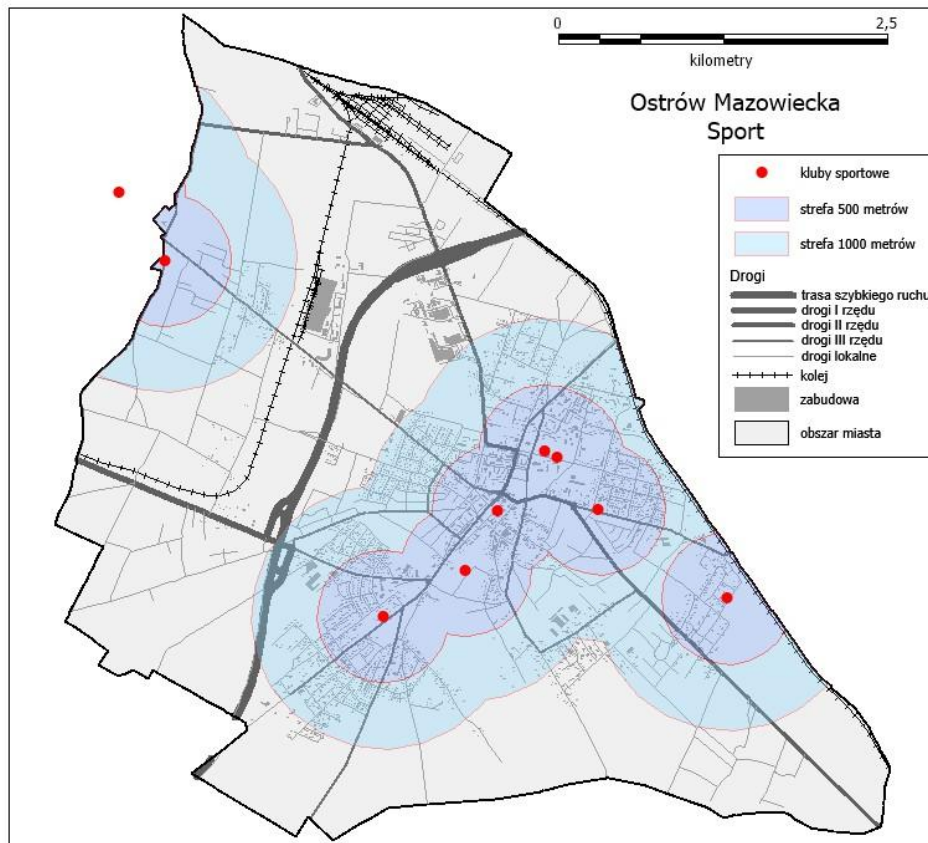 0 2,5
kilometry
Ostrów Mazowiecka
Sport
kluby sportowe
strefa 500 metrów
strefa 1000 metrów
Drogi
trasa szybkiego ruchu
drogi I rzędu
drogi II rzędu
drogi III rzędu
drogi lokalne
kolej
zabudowa
obszar miasta